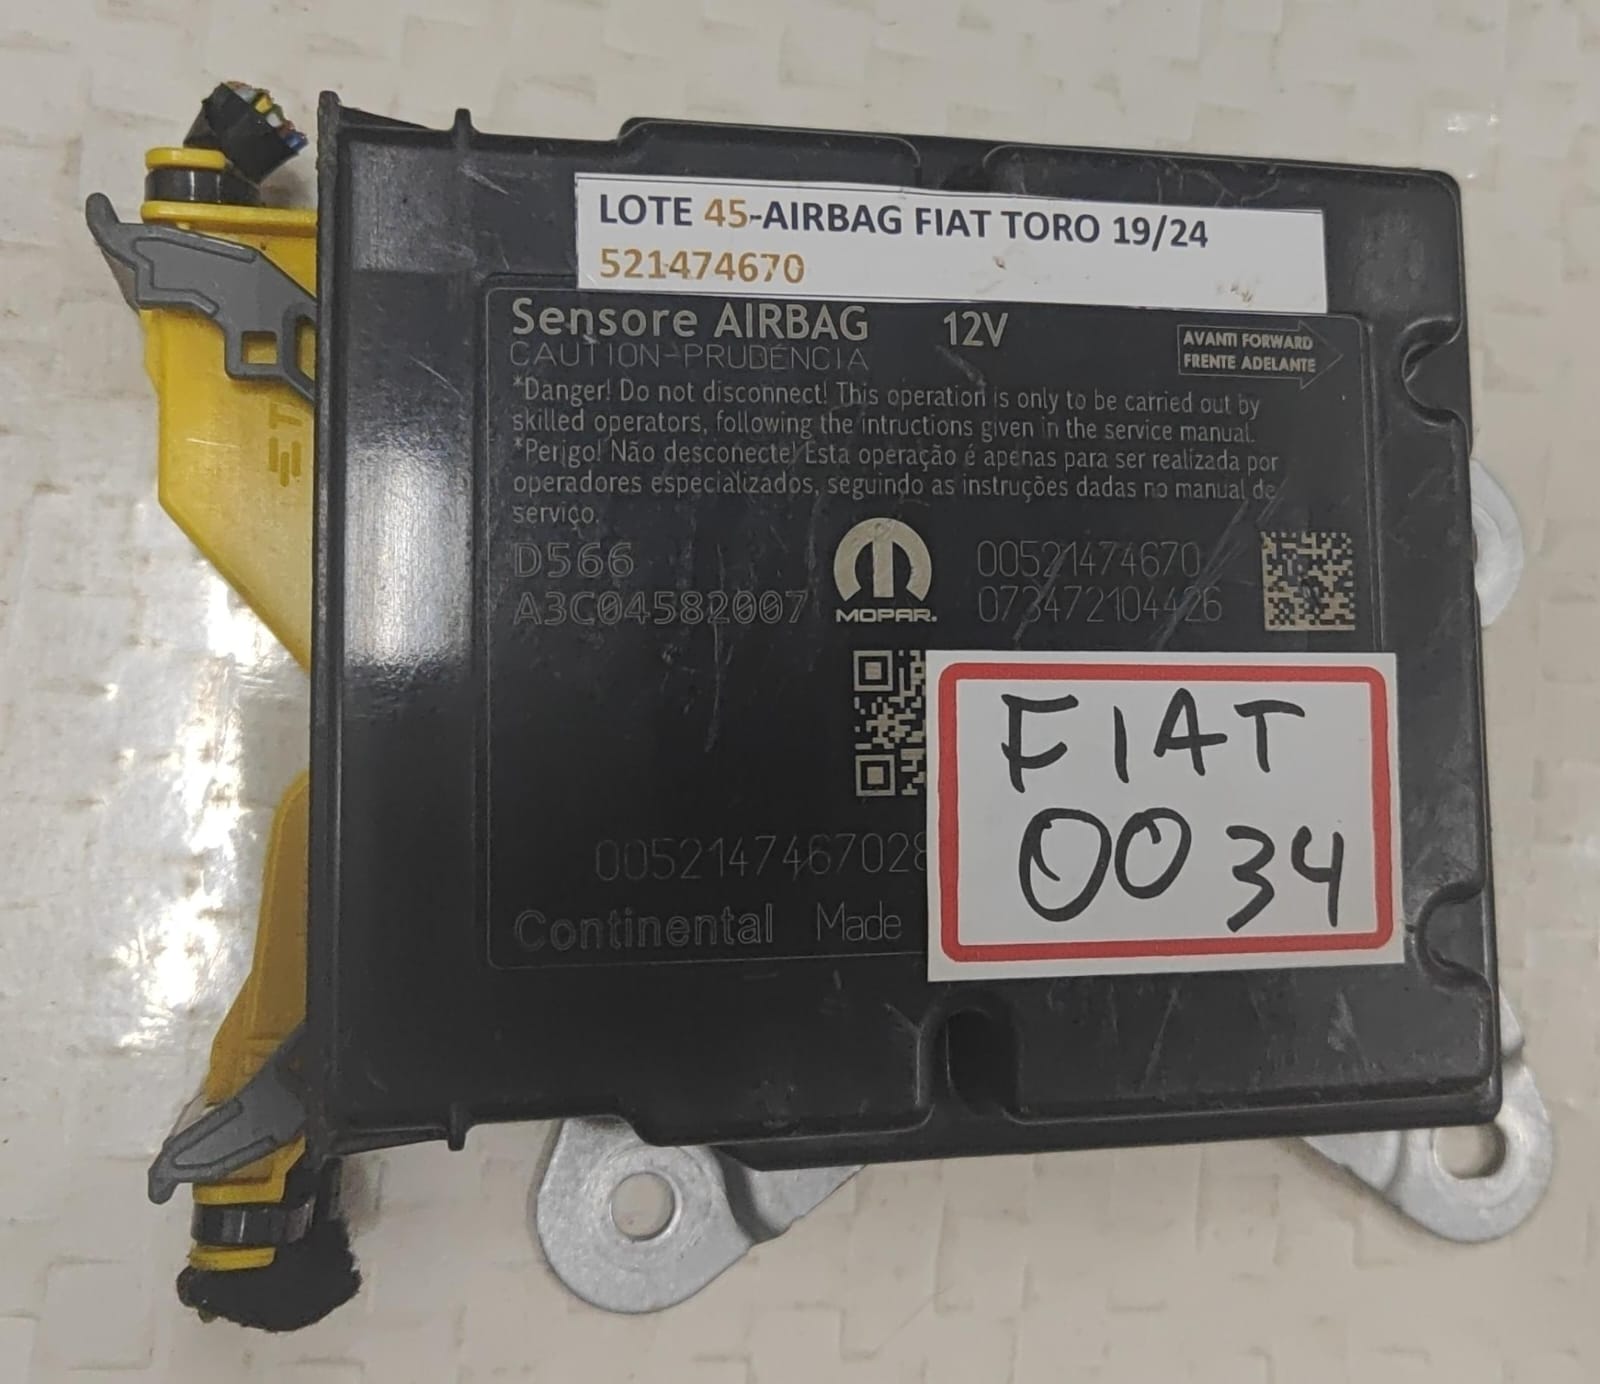 LOTE 45-AIRBAG FIAT TORO 19/24
521474670
Sensore AIRBAG 12V
AVANTI FORWARD
FRENTE ADELANTE
CAUTION-PRUDÉNCIA
*Danger! Do not disconnect! This operation is only to be carried out by
skilled operators, following the intructions given in the service manual.
*Perigo! Não desconecte! Esta operação é apenas para ser realizada por
operadores especializados, seguindo as instruções dadas no manual de
serviço.
D566
A3C04582007
MOPAR.
00521474670
073472104426
FIAT
0034
0052147467028
Continental Made